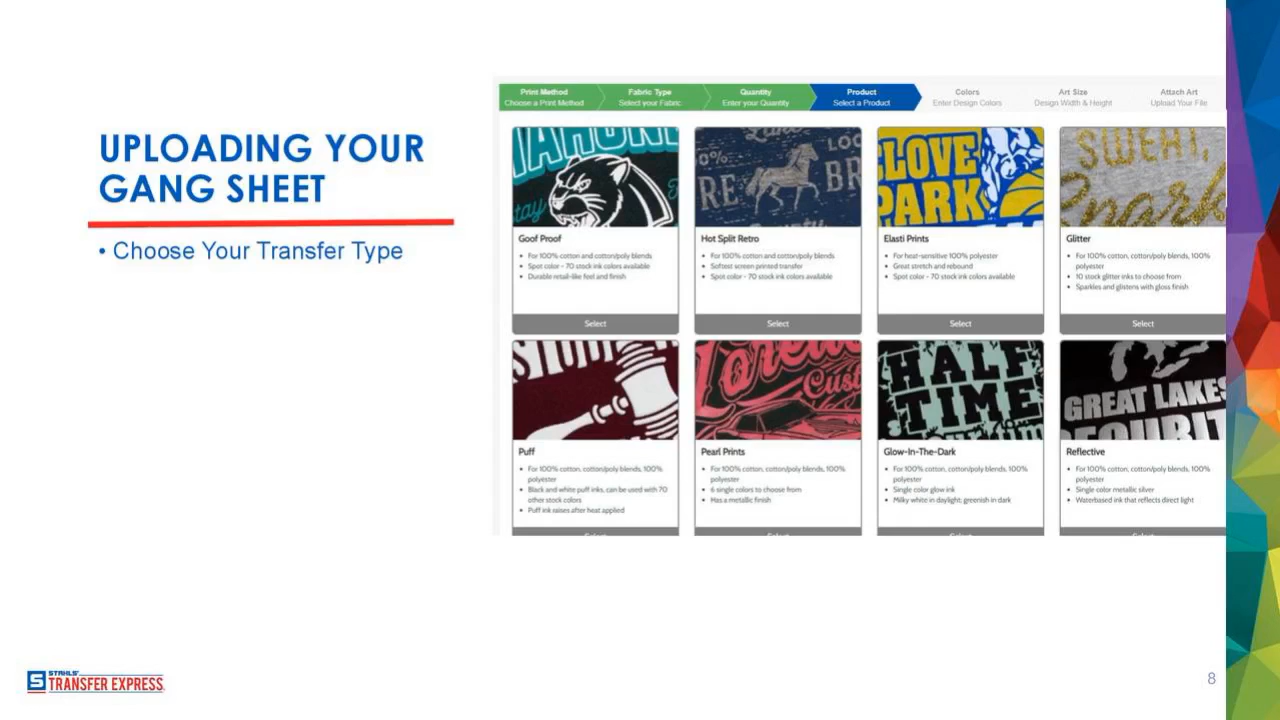 UPLOADING YOUR
GANG SHEET
• Choose Your Transfer Type
Print Method
Choose a Print Method
Fabric Type
Select your Fabric
Quantity
Enter your Quantity
Product
Select a Product
Colors
Enter Design Colors
Art Size
Design Width & Height
Attach Art
Upload Your File
Stay
LOVE
PARK
SWEAT,
Goof Proof
• For 100% cotton and cotton/poly blends
• Spot color - 70 stock ink colors available
• Durable retail-like feel and finish
Select
Hot Split Retro
• For 100% cotton and cotton/poly blends
• Softest screen printed transfer
• Spot color - 70 stock ink colors available
Select
Elasti Prints
• For heat-sensitive 100% polyester
• Great stretch and rebound
• Spot color - 70 stock ink colors available
Select
Glitter
• For 100% cotton, cotton/poly blends, 100%
polyester
• 10 stock glitter inks to choose from
• Sparkles and glistens with gloss finish
Select
HALF
TIME
GREAT LAKES
Puff
• For 100% cotton, cotton/poly blends, 100%
polyester
• Black and white puff inks, can be used with 70
other stock colors
• Puff ink raises after heat applied
Pearl Prints
• For 100% cotton, cotton/poly blends, 100%
polyester
• 6 single colors to choose from
• Has a metallic finish
Glow-In-The-Dark
• For 100% cotton, cotton/poly blends, 100%
polyester
• Single color glow ink
• Milky white in daylight; greenish in dark
Reflective
• For 100% cotton, cotton/poly blends, 100%
polyester
• Single color metallic silver
• Waterbased ink that reflects direct light
S STAHLS'
TRANSFER EXPRESS
8